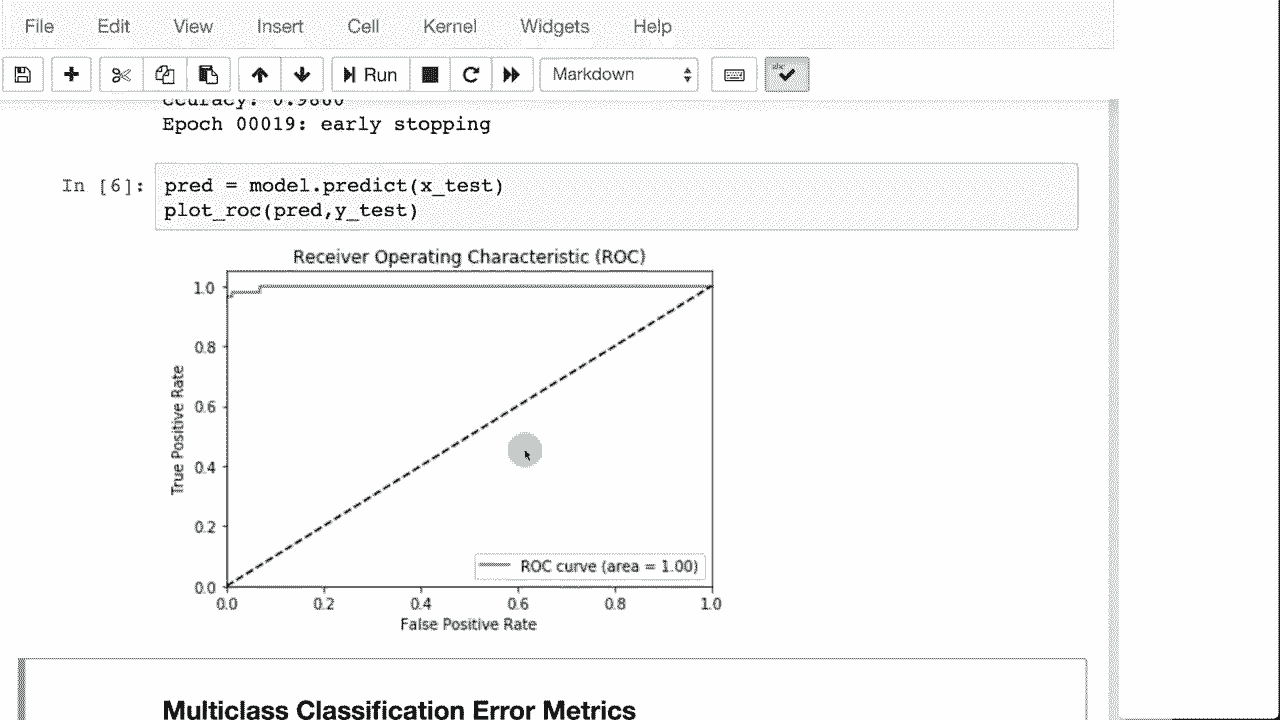 File Edit View Insert Cell Kernel Widgets Help
Run Markdown
ccuracy: 0.9860
Epoch 00019: early stopping
In [6]: pred = model.predict(x_test)
plot_roc(pred,y_test)
Receiver Operating Characteristic (ROC)
True Positive Rate
1.0
0.8
0.6
0.4
0.2
0.0
ROC curve (area = 1.00)
0.0 0.2 0.4 0.6 0.8 1.0
False Positive Rate
Multiclass Classification Error Metrics